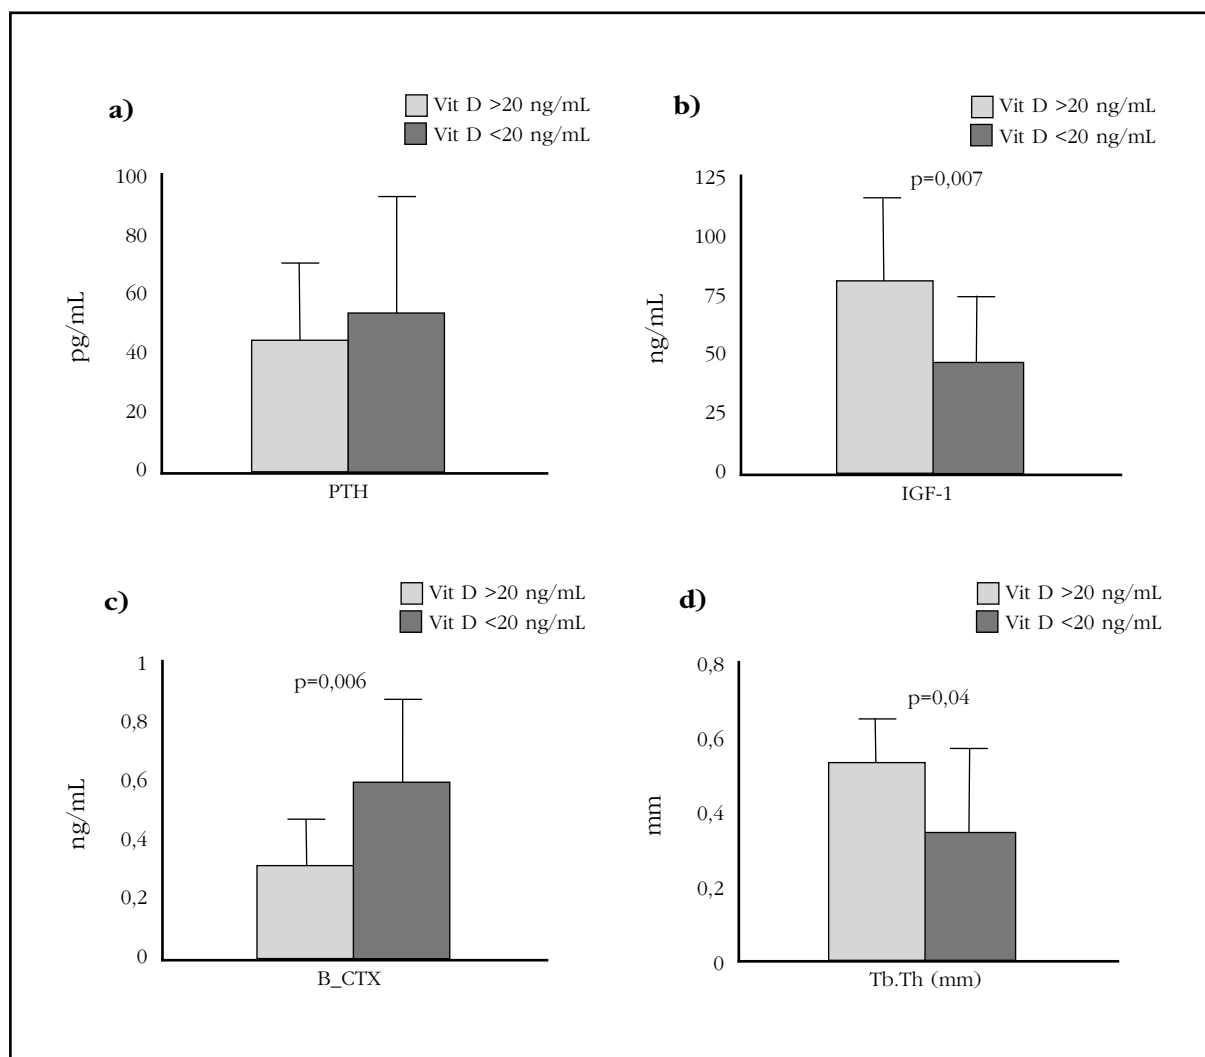 a)
Vit D >20 ng/mL
Vit D <20 ng/mL
100
80
60
40
20
0
pg/mL
PTH
b)
Vit D >20 ng/mL
Vit D <20 ng/mL
p=0,007
125
100
75
50
25
0
ng/mL
IGF-1
c)
Vit D >20 ng/mL
Vit D <20 ng/mL
p=0,006
1
0,8
0,6
0,4
0,2
0
ng/mL
B_CTX
d)
Vit D >20 ng/mL
Vit D <20 ng/mL
p=0,04
0,8
0,6
0,4
0,2
0
mm
Tb.Th (mm)